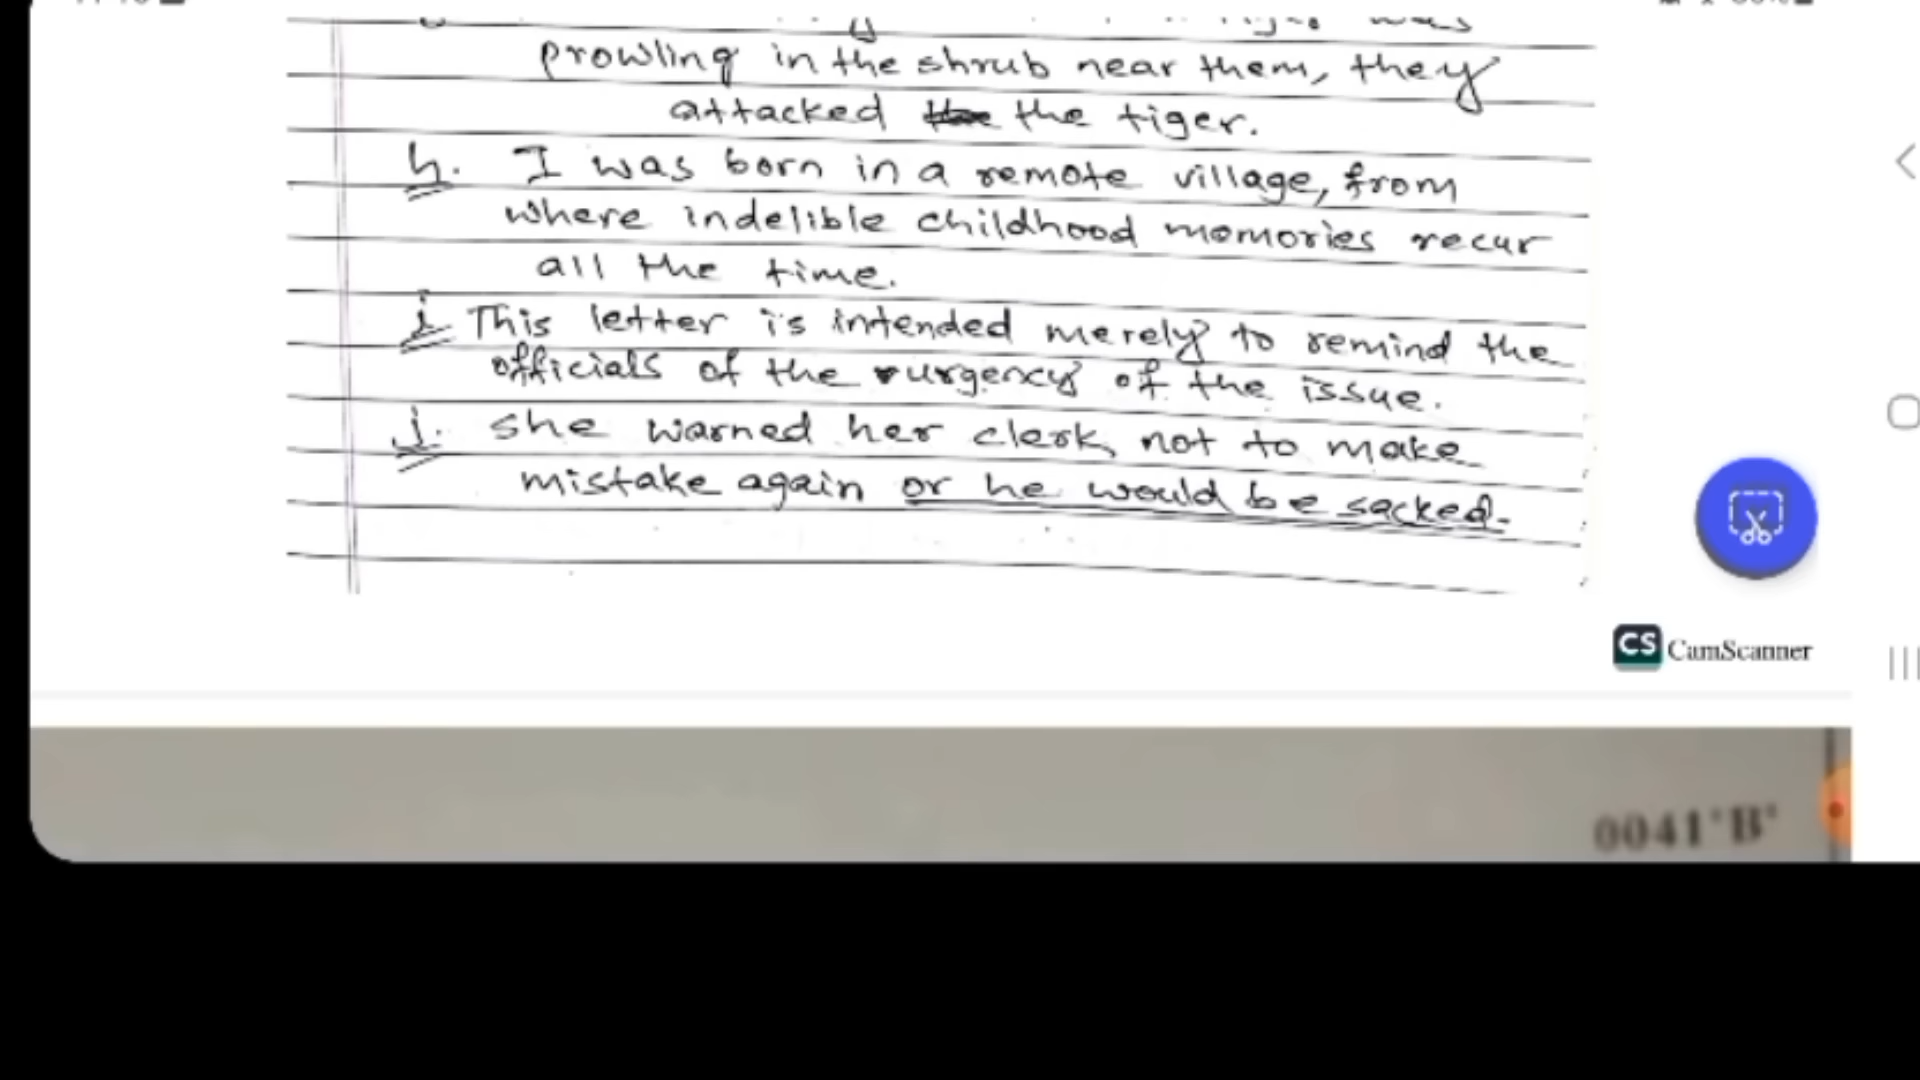 prowling in the shrub near them, they
attacked the the tiger.
h. I was born in a remote village, from
where indelible childhood memories recur
all the time.
i This letter is intended merely to remind the
officials of the urgency of the issue.
j. she warned her clerk, not to make
mistake again or he would be sacked.
CS CamScanner
0041'B'